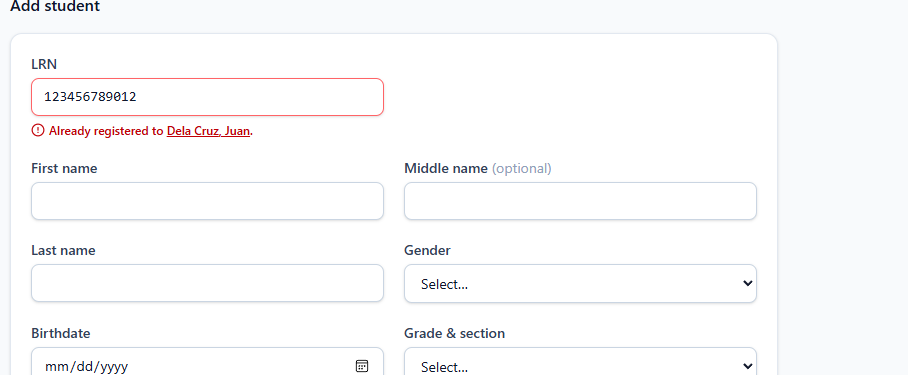 Add student
LRN
123456789012
Already registered to Dela Cruz, Juan.
First name
Middle name (optional)
Last name
Gender
Select...
Birthdate
Grade & section
mm/dd/yyyy
Select...